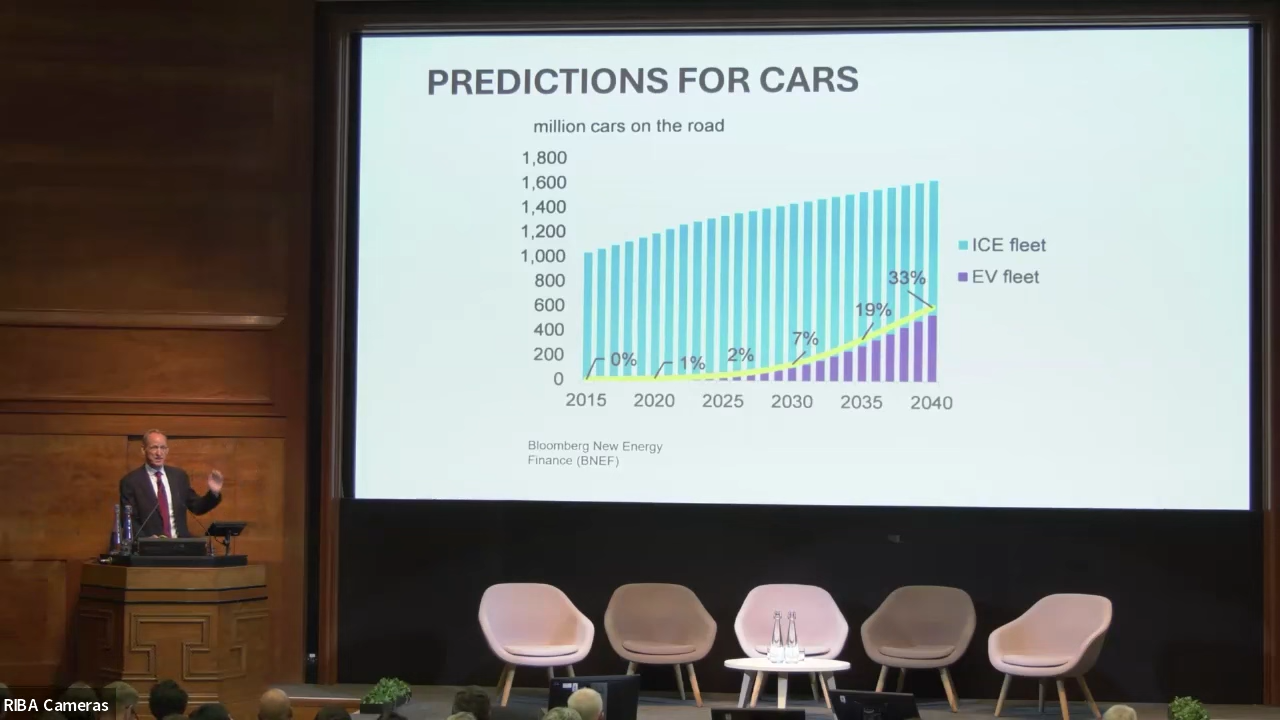 PREDICTIONS FOR CARS
million cars on the road
1,800
1,600
1,400
1,200
1,000
800
600
400
200
0
0%
1%
2%
7%
19%
33%
2015 2020 2025 2030 2035 2040
ICE fleet
EV fleet
Bloomberg New Energy
Finance (BNEF)
RIBA Cameras